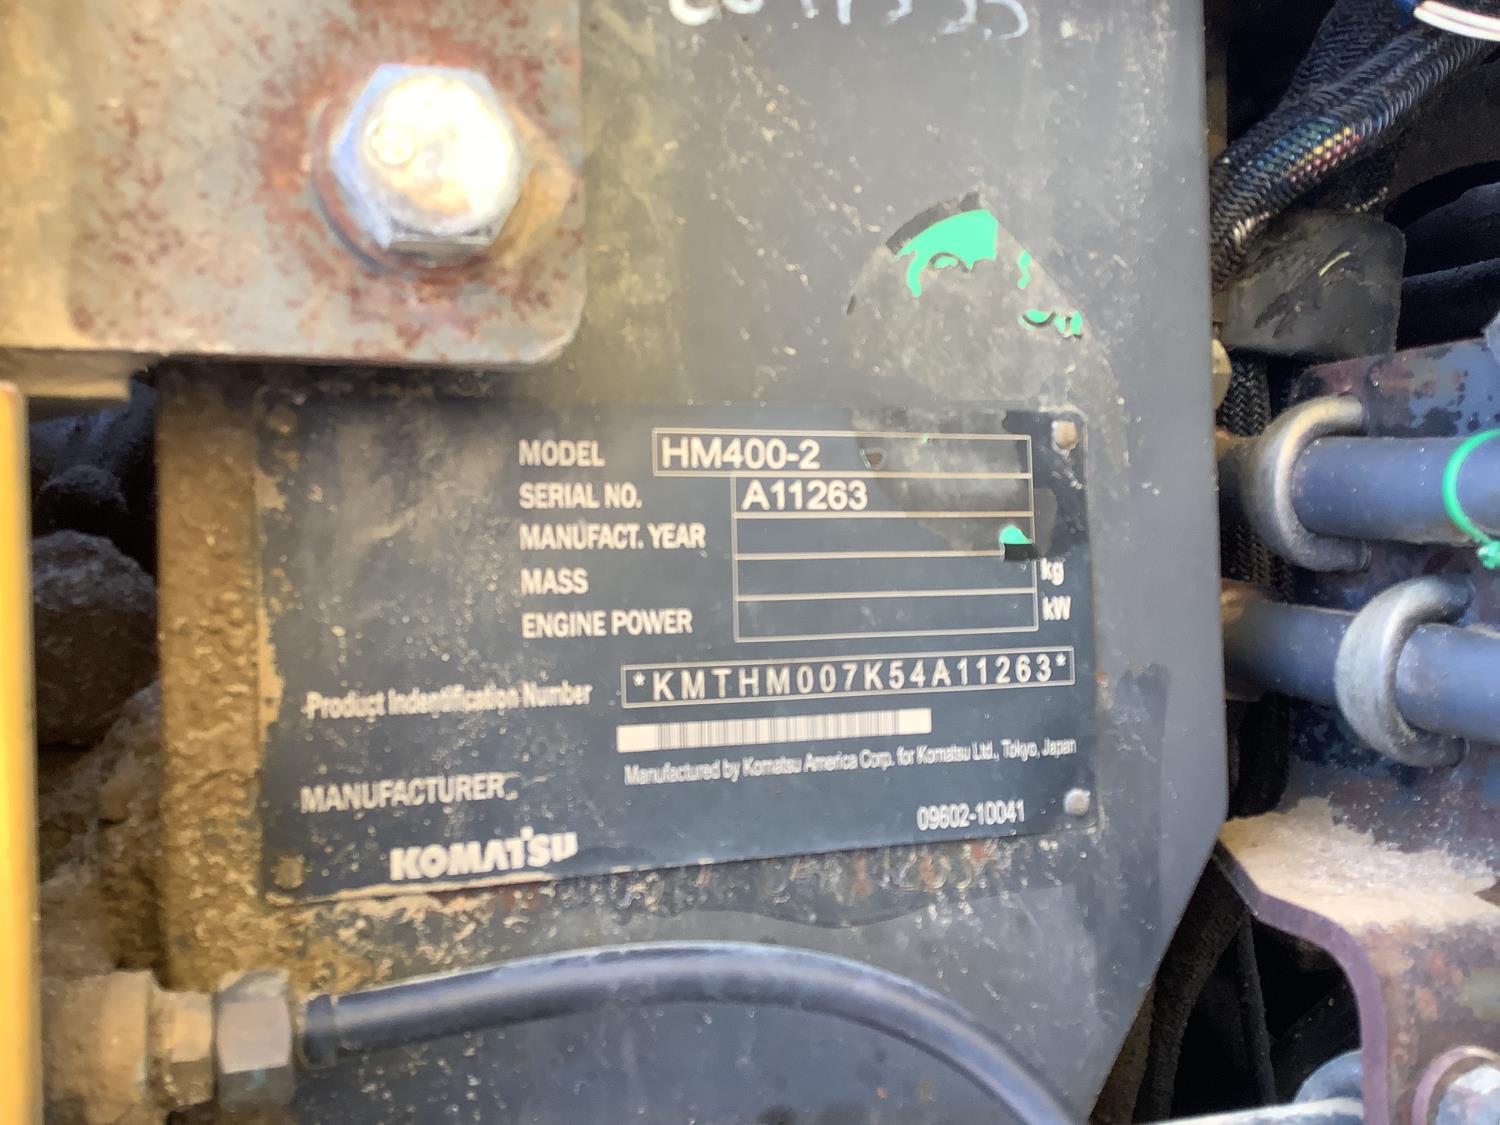 MODEL HM400-2
SERIAL NO. A11263
MANUFACT. YEAR
MASS kg
ENGINE POWER kW
Product Indentification Number *KMTHM007K54A11263*
Manufactured by Komatsu America Corp. for Komatsu Ltd., Tokyo, Japan
MANUFACTURER
09602-10041
KOMATSU